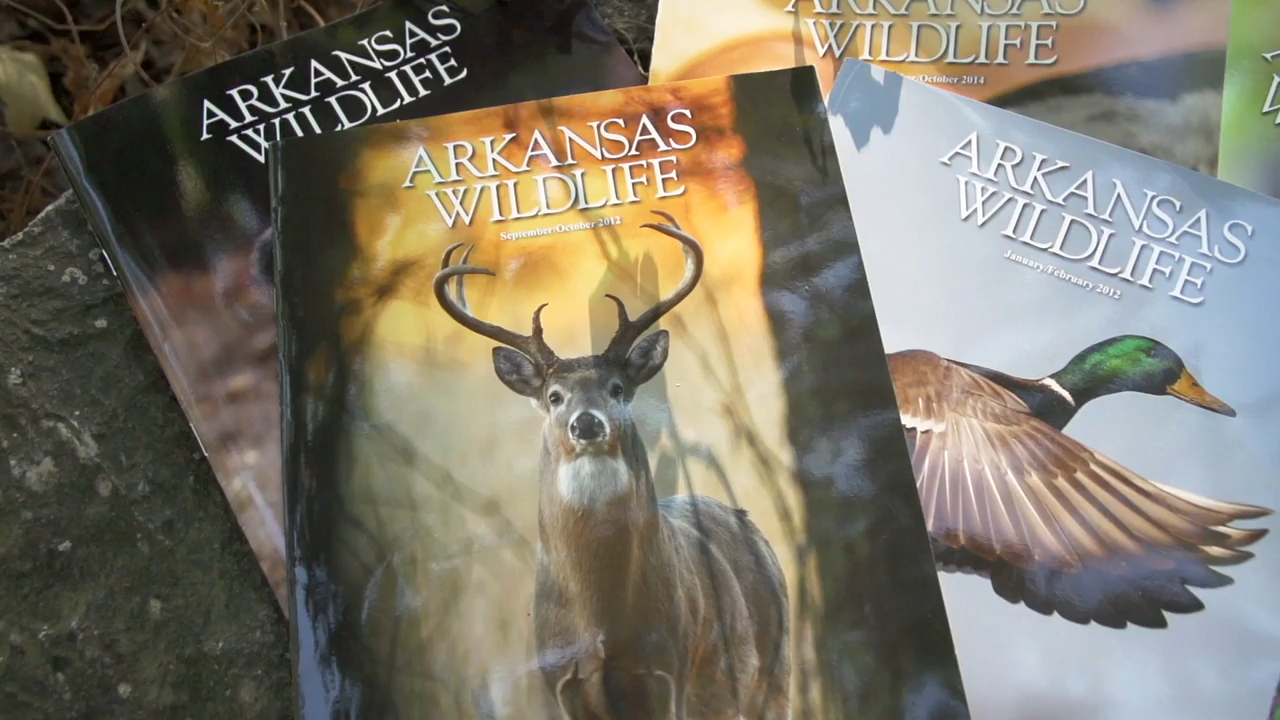 ARKANSAS
WILDLIFE
ARKANSAS
WILDLIFE
September/October 2012
ARKANSAS
WILDLIFE
October 2014
ARKANSAS
WILDLIFE
January/February 2012